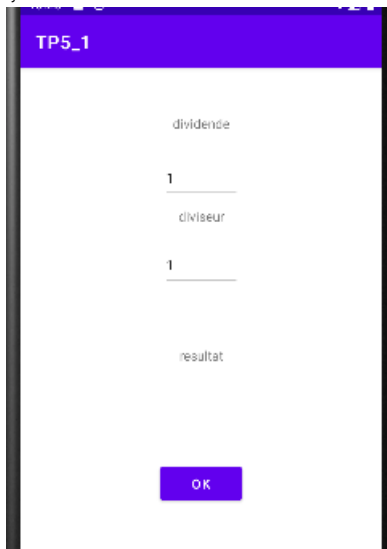 TP5_1
dividende
1
diviseur
1
resultat
OK